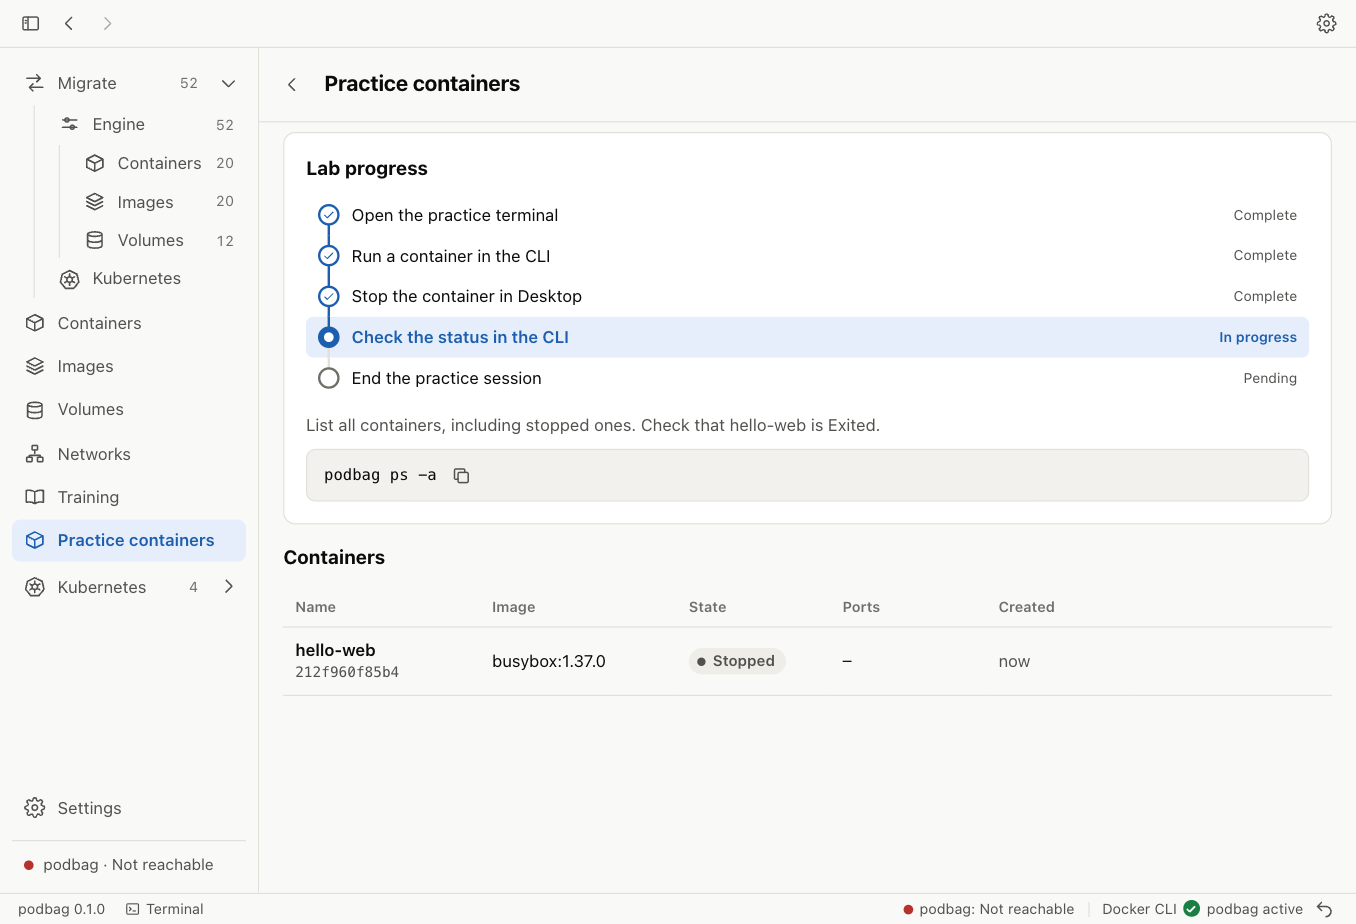 Migrate 52
Engine 52
Containers 20
Images 20
Volumes 12
Kubernetes
Containers
Images
Volumes
Networks
Training
Practice containers
Kubernetes 4
Settings
podbag · Not reachable
Practice containers
Lab progress
Open the practice terminal Complete
Run a container in the CLI Complete
Stop the container in Desktop Complete
Check the status in the CLI In progress
End the practice session Pending
List all containers, including stopped ones. Check that hello-web is Exited.
podbag ps -a
Containers
Name Image State Ports Created
hello-web
212f960f85b4
busybox:1.37.0 Stopped – now
podbag 0.1.0 Terminal podbag: Not reachable Docker CLI podbag active